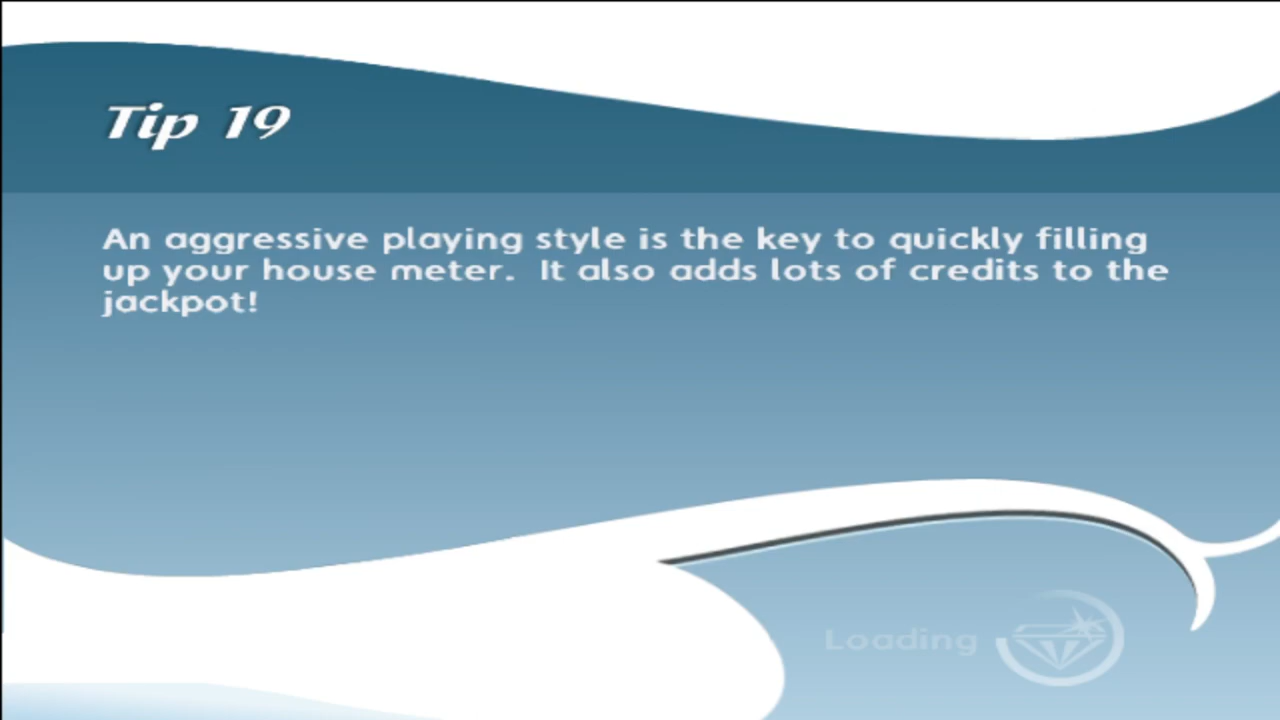 Tip 19
An aggressive playing style is the key to quickly filling
up your house meter.  It also adds lots of credits to the
jackpot!
Loading